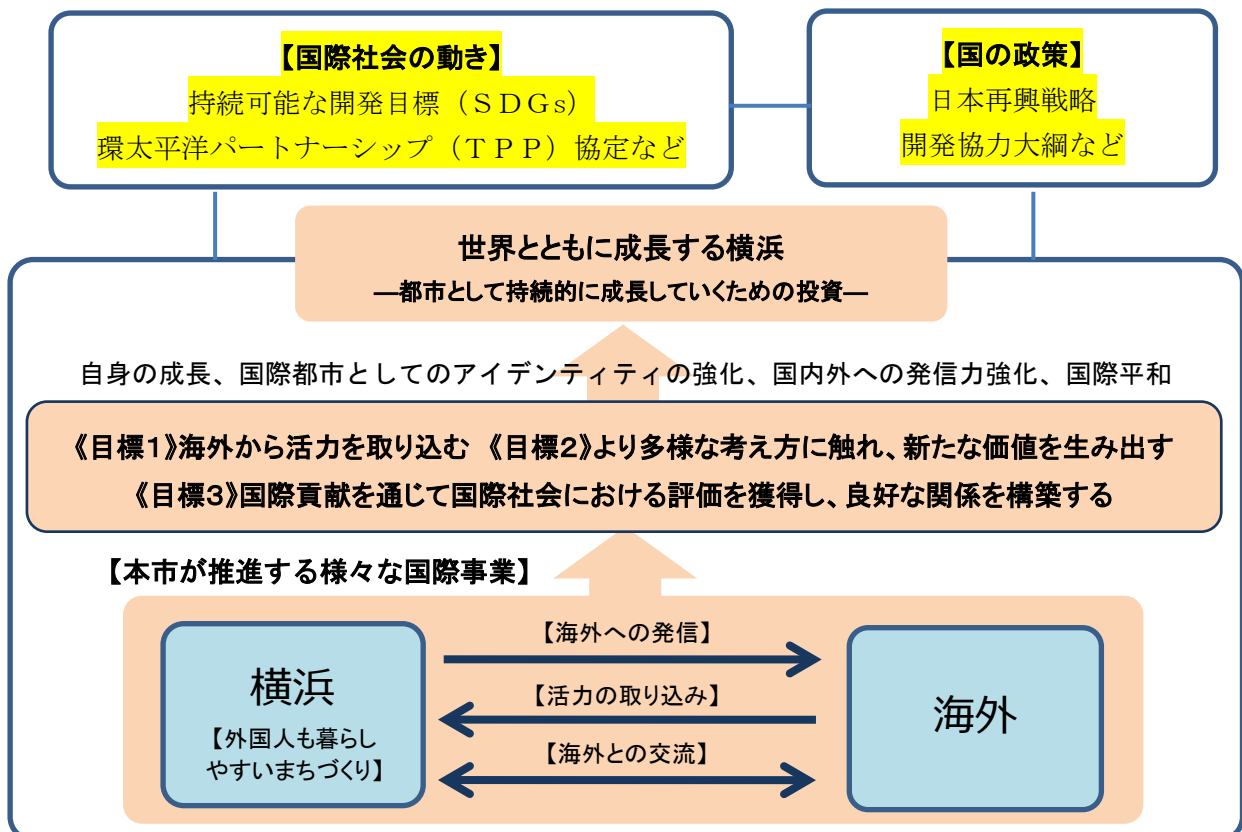 【国際社会の動き】
持続可能な開発目標（ＳＤＧｓ）
環太平洋パートナーシップ（ＴＰＰ）協定など
【国の政策】
日本再興戦略
開発協力大綱など
世界とともに成長する横浜
―都市として持続的に成長していくための投資―
自身の成長、国際都市としてのアイデンティティの強化、国内外への発信力強化、国際平和
《目標１》海外から活力を取り込む 《目標２》より多様な考え方に触れ、新たな価値を生み出す
《目標３》国際貢献を通じて国際社会における評価を獲得し、良好な関係を構築する
【本市が推進する様々な国際事業】
横浜
【外国人も暮らし
やすいまちづくり】
【海外への発信】
【活力の取り込み】
【海外との交流】
海外